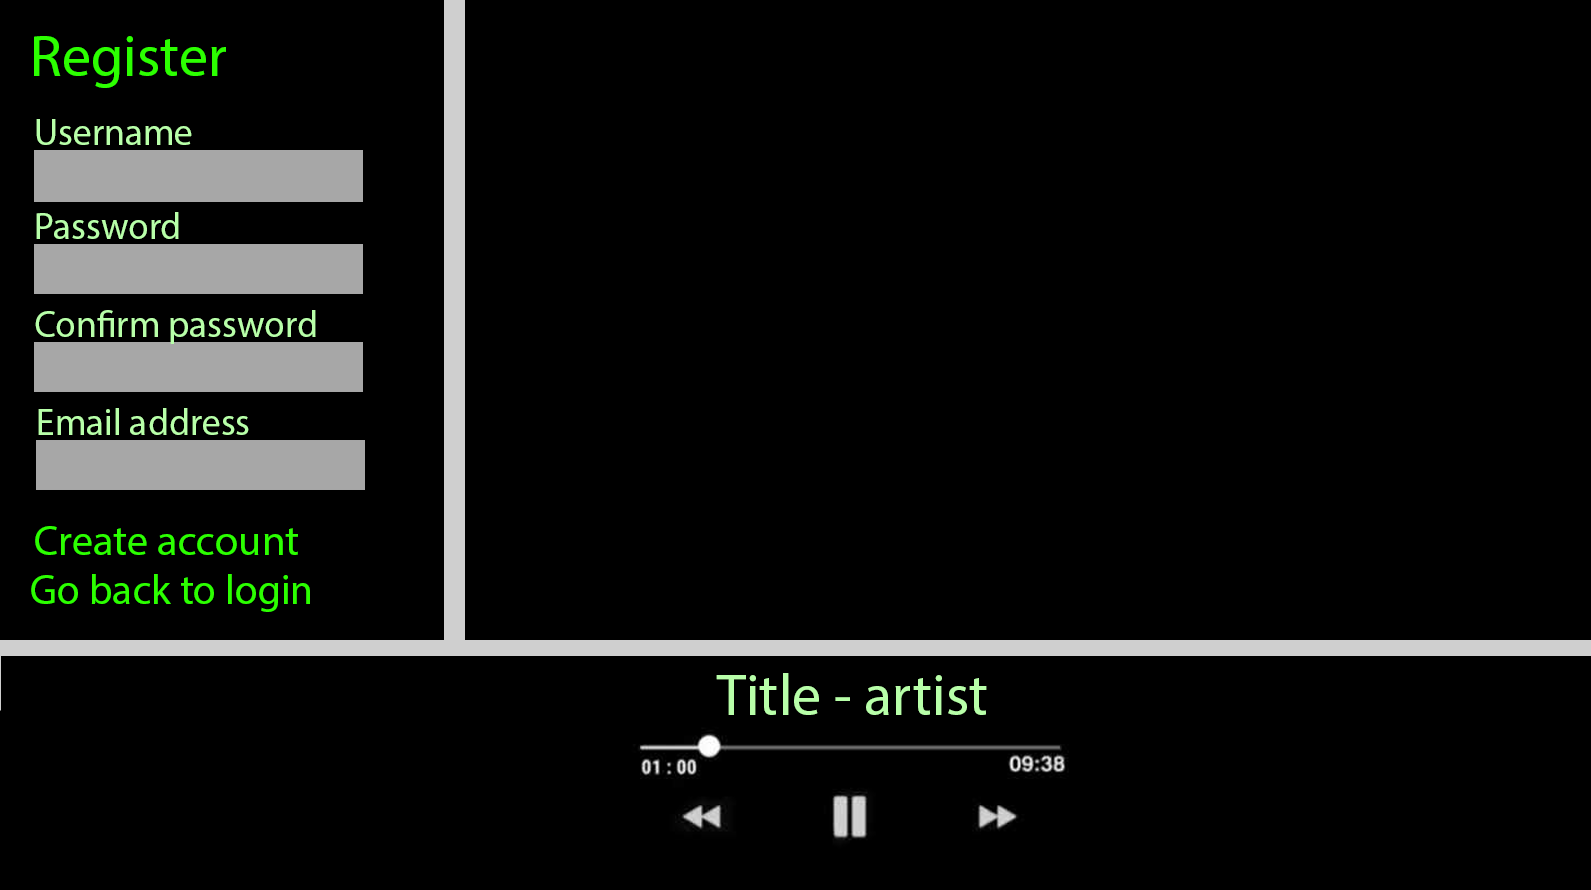 Register
Username
Password
Confirm password
Email address
Create account
Go back to login
Title - artist
01 : 00 09:38